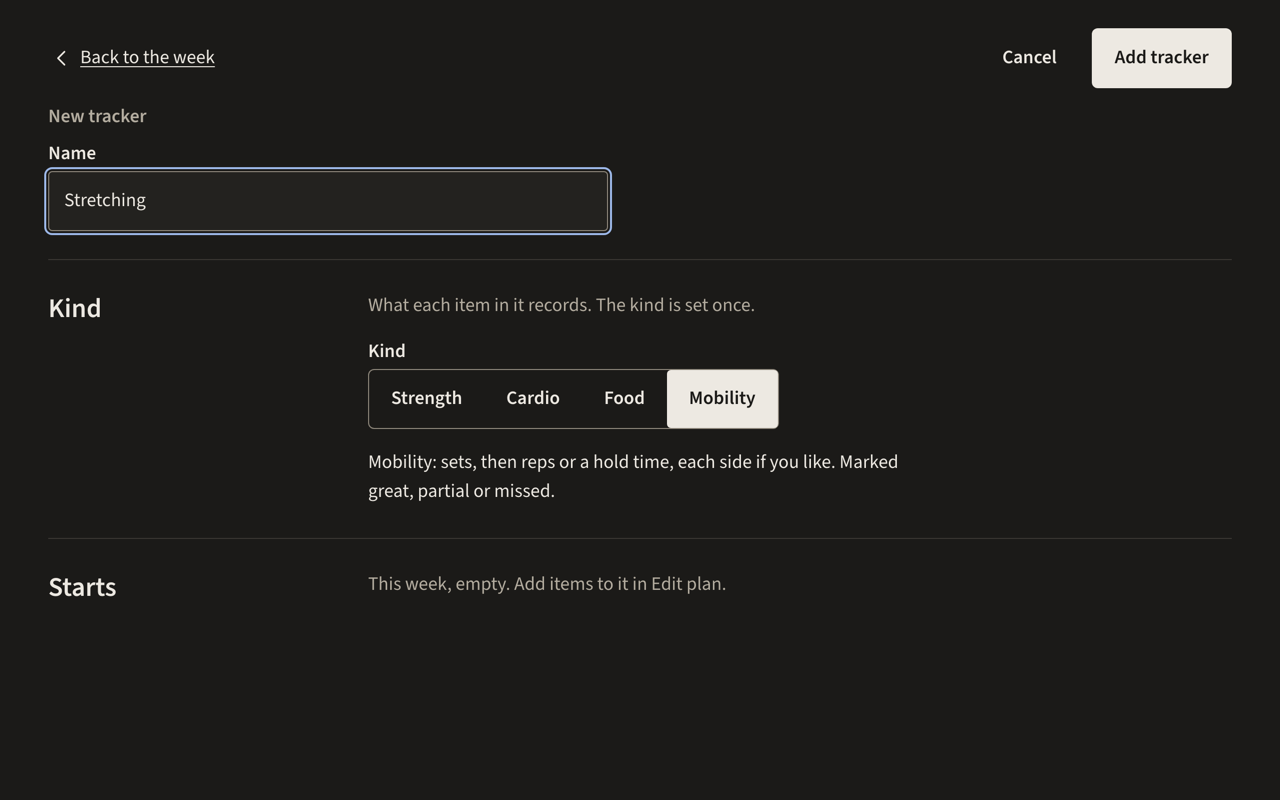 Back to the week
Cancel
Add tracker
New tracker
Name
Stretching
Kind
What each item in it records. The kind is set once.
Kind
Strength
Cardio
Food
Mobility
Mobility: sets, then reps or a hold time, each side if you like. Marked
great, partial or missed.
Starts
This week, empty. Add items to it in Edit plan.